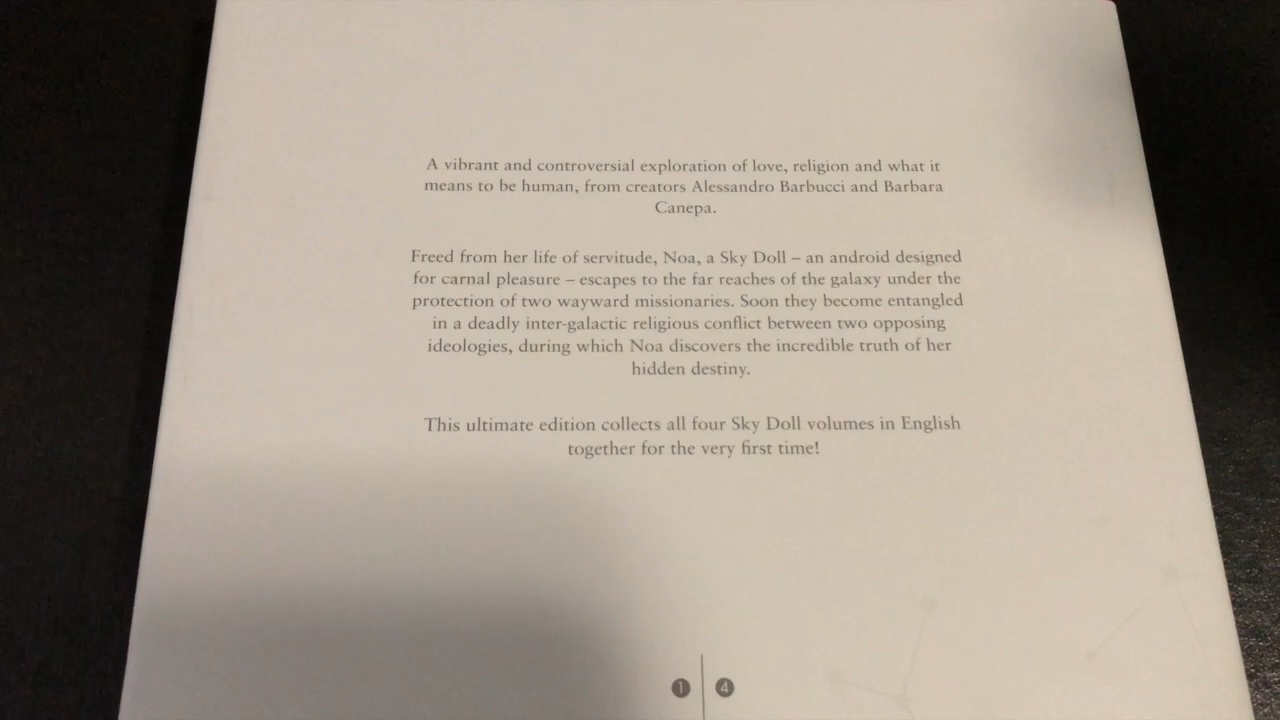 A vibrant and controversial exploration of love, religion and what it
means to be human, from creators Alessandro Barbucci and Barbara
Canepa.
Freed from her life of servitude, Noa, a Sky Doll – an android designed
for carnal pleasure – escapes to the far reaches of the galaxy under the
protection of two wayward missionaries. Soon they become entangled
in a deadly inter-galactic religious conflict between two opposing
ideologies, during which Noa discovers the incredible truth of her
hidden destiny.
This ultimate edition collects all four Sky Doll volumes in English
together for the very first time!
1 4